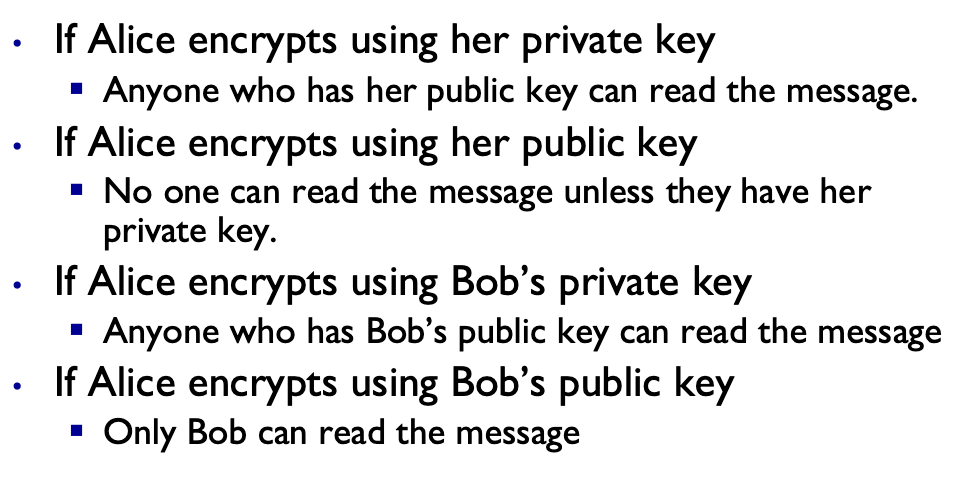 • If Alice encrypts using her private key
▪ Anyone who has her public key can read the message.
• If Alice encrypts using her public key
▪ No one can read the message unless they have her
private key.
• If Alice encrypts using Bob’s private key
▪ Anyone who has Bob’s public key can read the message
• If Alice encrypts using Bob’s public key
▪ Only Bob can read the message